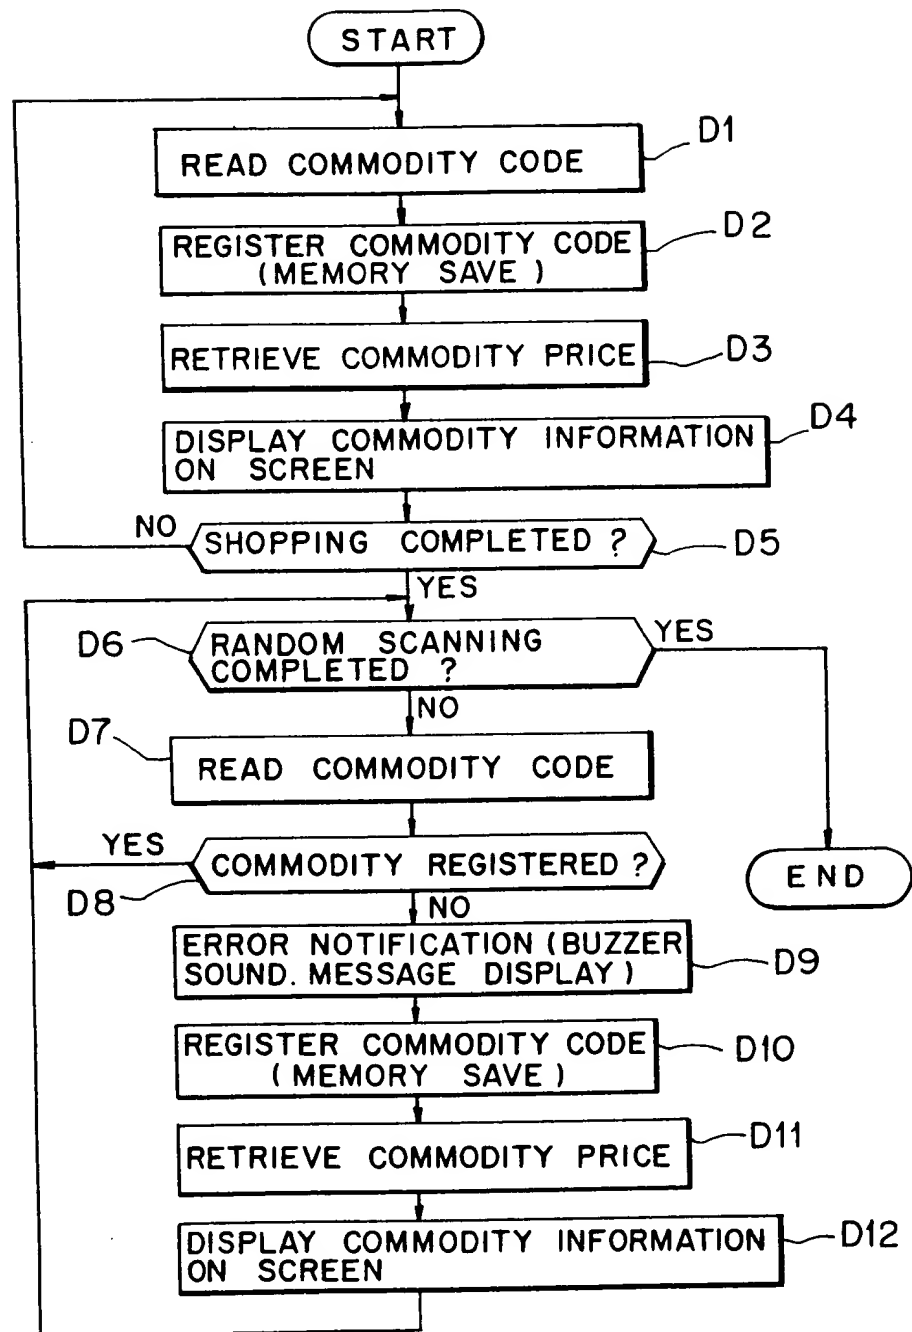 START
READ COMMODITY CODE
D1
REGISTER COMMODITY CODE
(MEMORY SAVE)
D2
RETRIEVE COMMODITY PRICE
D3
DISPLAY COMMODITY INFORMATION
ON SCREEN
D4
NO
SHOPPING COMPLETED ?
D5
YES
D6
RANDOM SCANNING
COMPLETED ?
YES
NO
D7
READ COMMODITY CODE
YES
COMMODITY REGISTERED ?
D8
END
NO
ERROR NOTIFICATION (BUZZER
SOUND. MESSAGE DISPLAY)
D9
REGISTER COMMODITY CODE
(MEMORY SAVE)
D10
RETRIEVE COMMODITY PRICE
D11
DISPLAY COMMODITY INFORMATION
ON SCREEN
D12